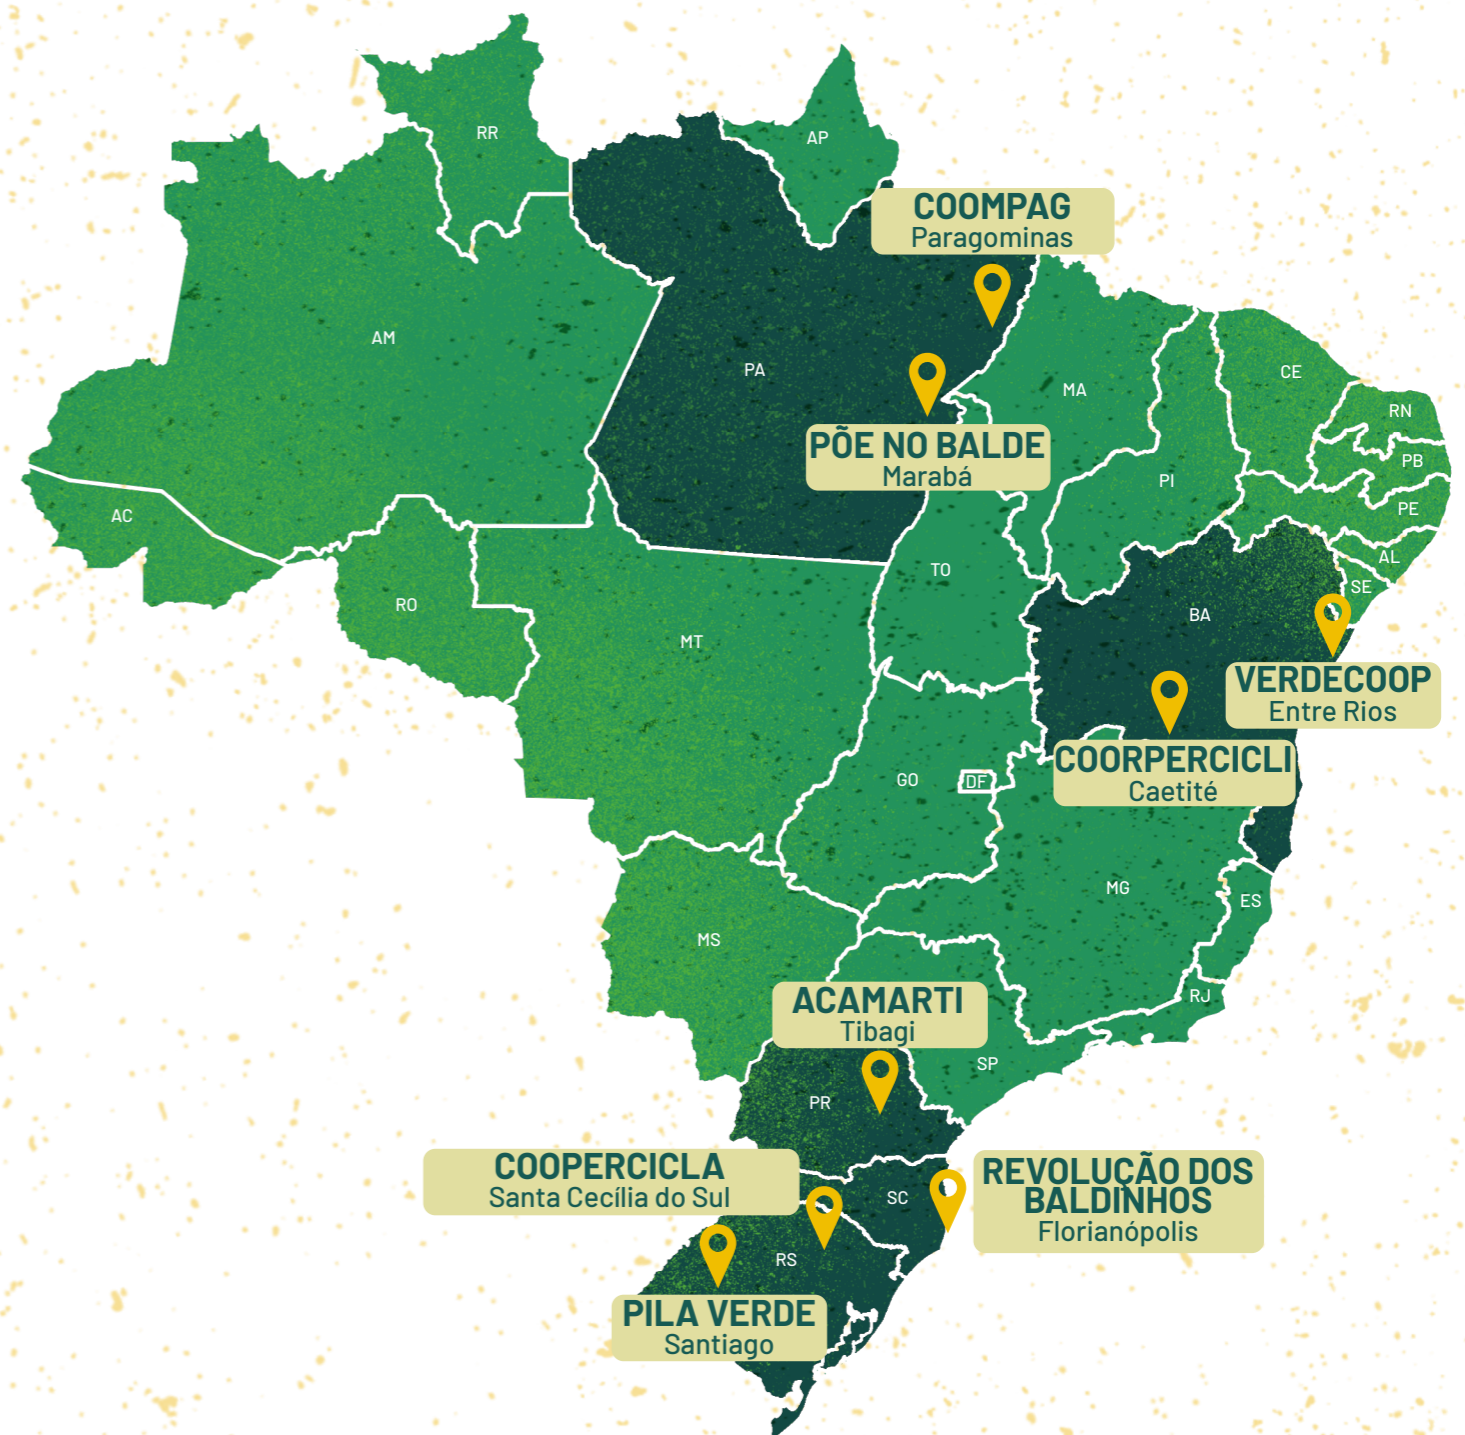 RR
AP
COOMPAG
Paragominas
AM
PA
MA
CE
RN
PÕE NO BALDE
Marabá
PB
PI
PE
AC
AL
TO
SE
RO
BA
MT
VERDECOOP
Entre Rios
COORPERCICLI
Caetité
GO
DF
MG
ES
MS
RJ
ACAMARTI
Tibagi
SP
PR
COOPERCICLA
Santa Cecília do Sul
REVOLUÇÃO DOS
BALDINHOS
Florianópolis
SC
RS
PILA VERDE
Santiago